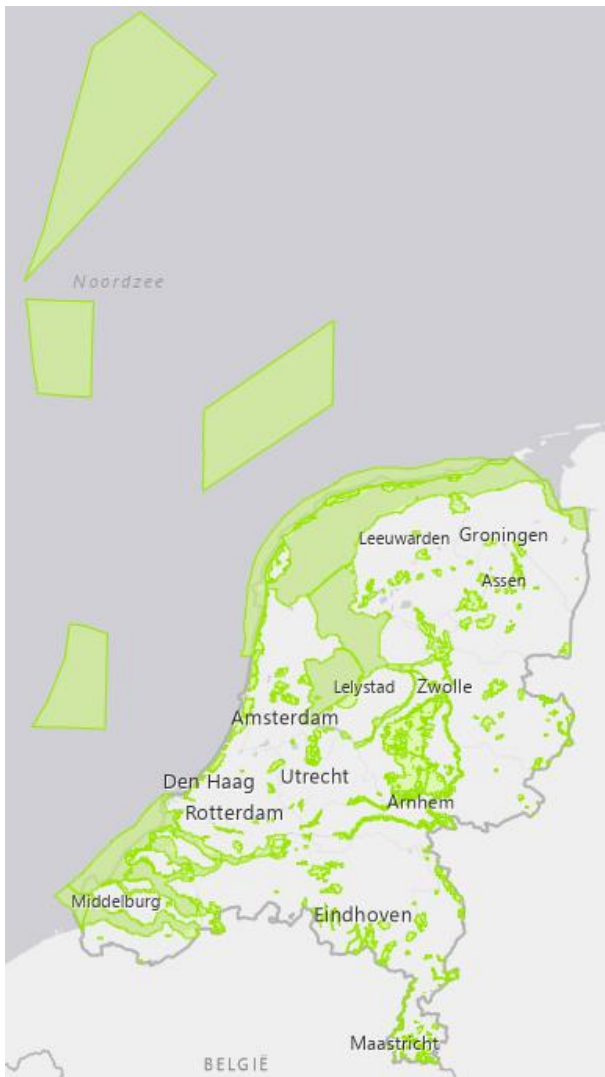 Noordzee
Leeuwarden
Groningen
Assen
Lelystad
Zwolle
Amsterdam
Den Haag
Utrecht
Rotterdam
Arnhem
Middelburg
Eindhoven
Maastricht
BELGIË